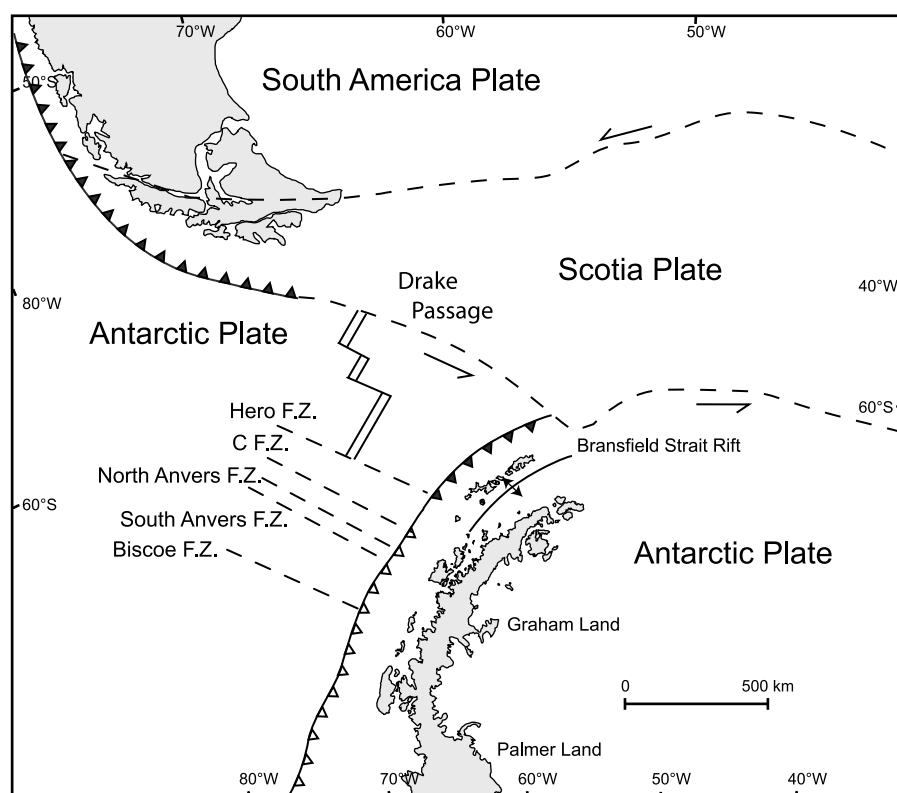 70°W
60°W
50°W
50°S
South America Plate
Scotia Plate
Drake
Passage
40°W
80°W
Antarctic Plate
Hero F.Z.
C F.Z.
North Anvers F.Z.
South Anvers F.Z.
Biscoe F.Z.
60°S
Bransfield Strait Rift
60°S
Antarctic Plate
Graham Land
0 500 km
Palmer Land
80°W
70°W
60°W
50°W
40°W